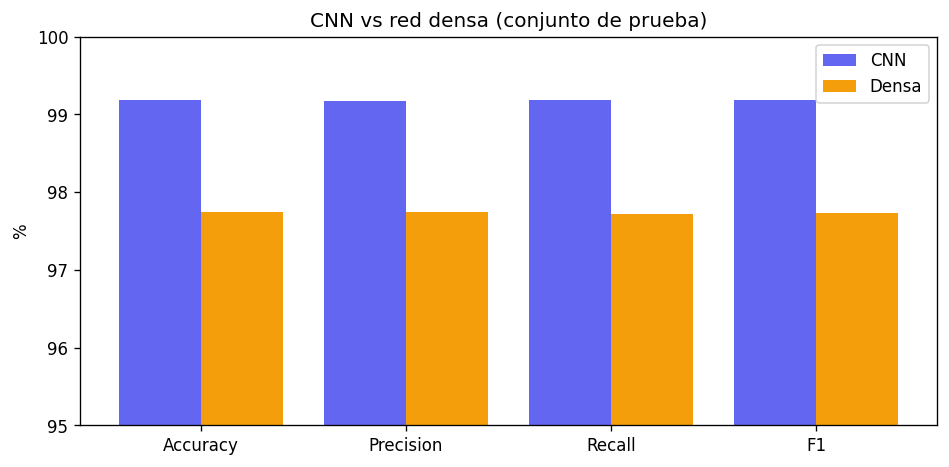 CNN vs red densa (conjunto de prueba)
100
99
98
97
96
95
%
CNN
Densa
Accuracy
Precision
Recall
F1